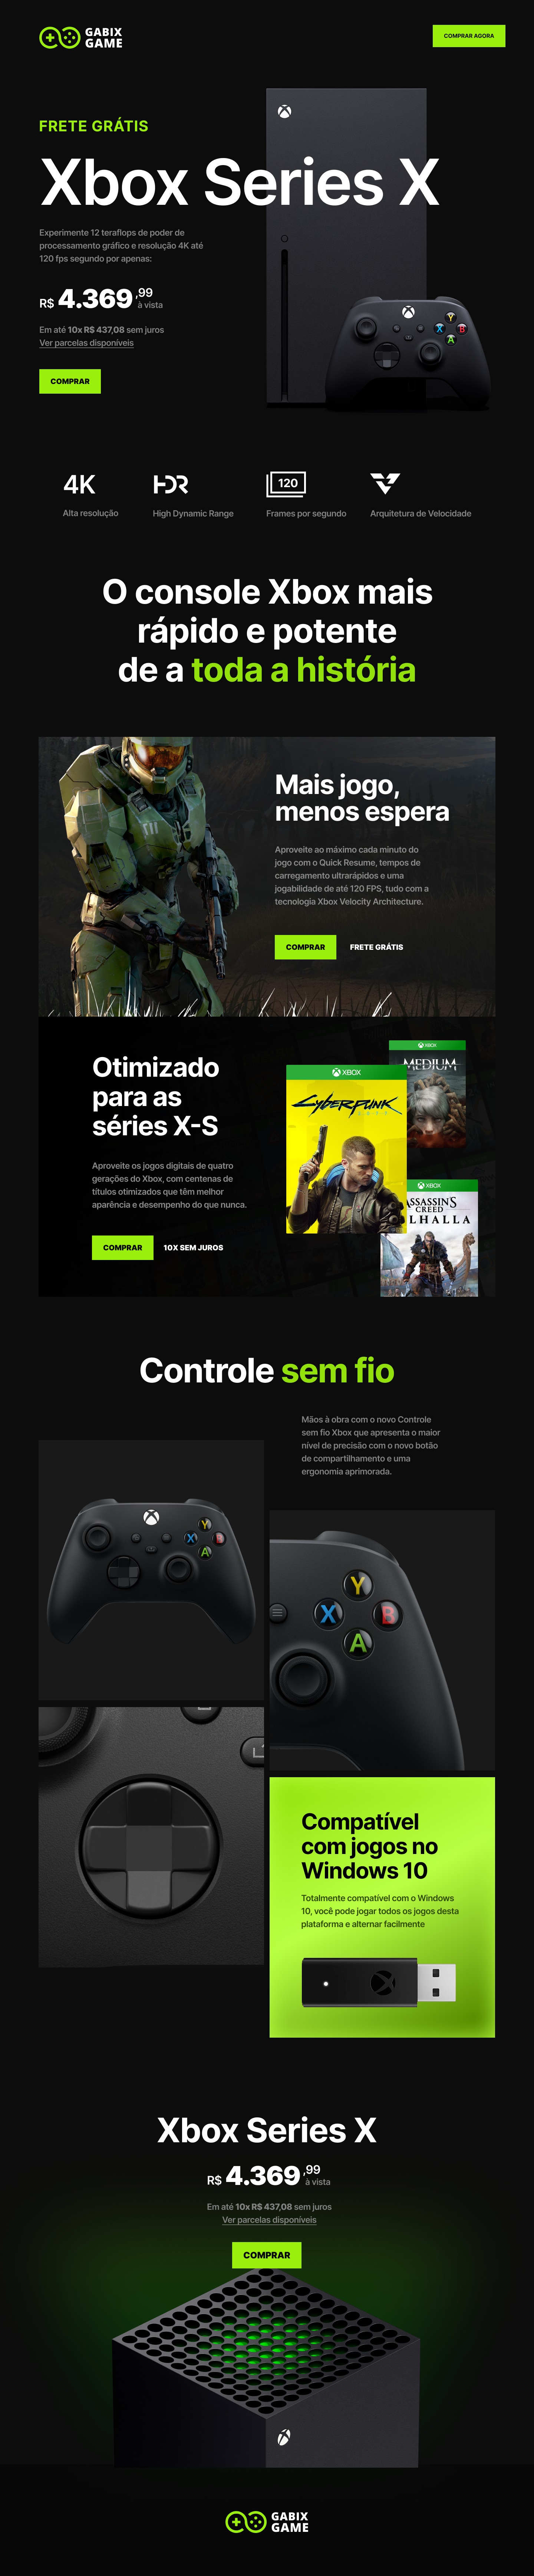 GABIX
GAME
COMPRAR AGORA
FRETE GRÁTIS
Xbox Series X
Experimente 12 teraflops de poder de
processamento gráfico e resolução 4K até
120 fps segundo por apenas:
R$ 4.369,99
à vista
Em até 10x R$ 437,08 sem juros
Ver parcelas disponíveis
COMPRAR
Y
X B
A
4K
HDR
120
Alta resolução
High Dynamic Range
Frames por segundo
Arquitetura de Velocidade
O console Xbox mais
rápido e potente
de a toda a história
Mais jogo,
menos espera
Aproveite ao máximo cada minuto do
jogo com o Quick Resume, tempos de
carregamento ultrarápidos e uma
jogabilidade de até 120 FPS, tudo com a
tecnologia Xbox Velocity Architecture.
COMPRAR
FRETE GRÁTIS
Otimizado
para as
séries X-S
Aproveite os jogos digitais de quatro
gerações do Xbox, com centenas de
títulos otimizados que têm melhor
aparência e desempenho do que nunca.
COMPRAR
10X SEM JUROS
XBOX
MEDIUM
XBOX
Cyberpunk
XBOX
ASSASSIN'S
CREED
LHALLA
Controle sem fio
Mãos à obra com o novo Controle
sem fio Xbox que apresenta o maior
nível de precisão com o novo botão
de compartilhamento e uma
ergonomia aprimorada.
Y
X B
A
Y
X B
A
Compatível
com jogos no
Windows 10
Totalmente compatível com o Windows
10, você pode jogar todos os jogos desta
plataforma e alternar facilmente
Xbox Series X
R$ 4.369,99
à vista
Em até 10x R$ 437,08 sem juros
Ver parcelas disponíveis
COMPRAR
GABIX
GAME